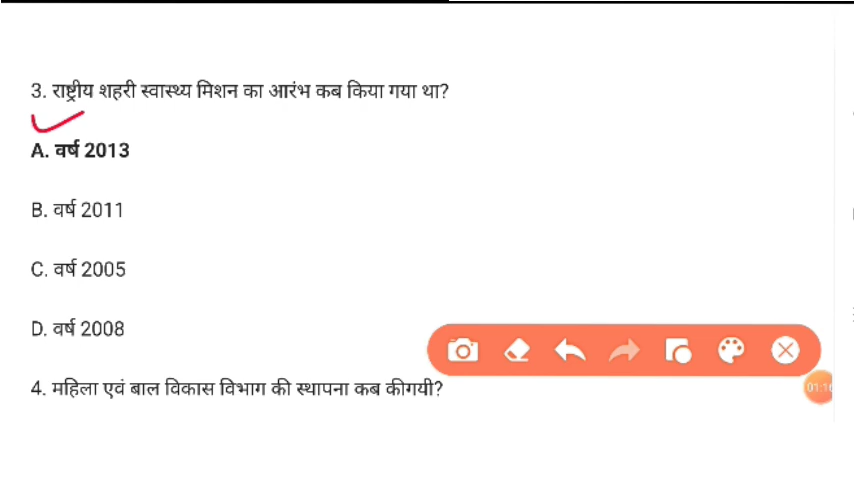 3. राष्ट्रीय शहरी स्वास्थ्य मिशन का आरंभ कब किया गया था?
A. वर्ष 2013
B. वर्ष 2011
C. वर्ष 2005
D. वर्ष 2008
4. महिला एवं बाल विकास विभाग की स्थापना कब कीगयी?